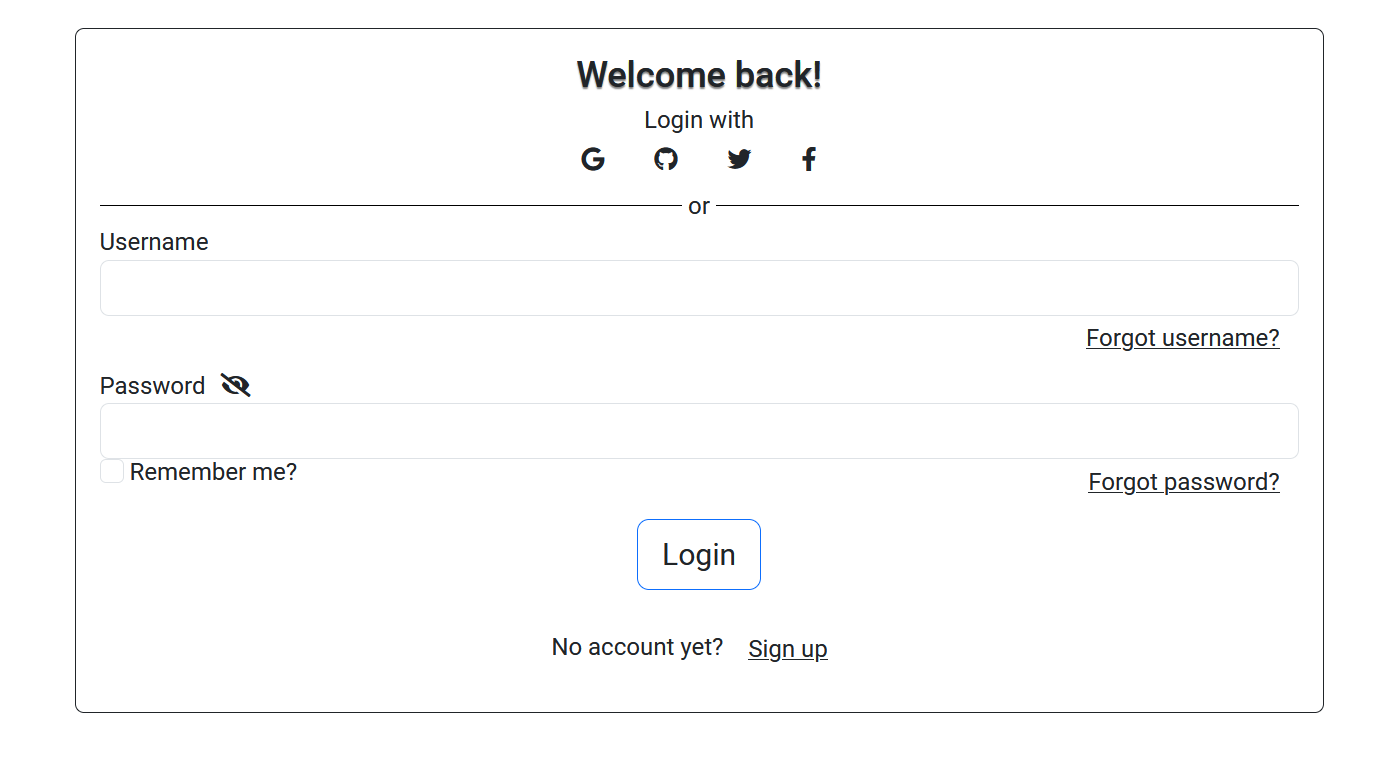 Welcome back!
Login with
or
Username
Forgot username?
Password
Remember me?
Forgot password?
Login
No account yet? Sign up